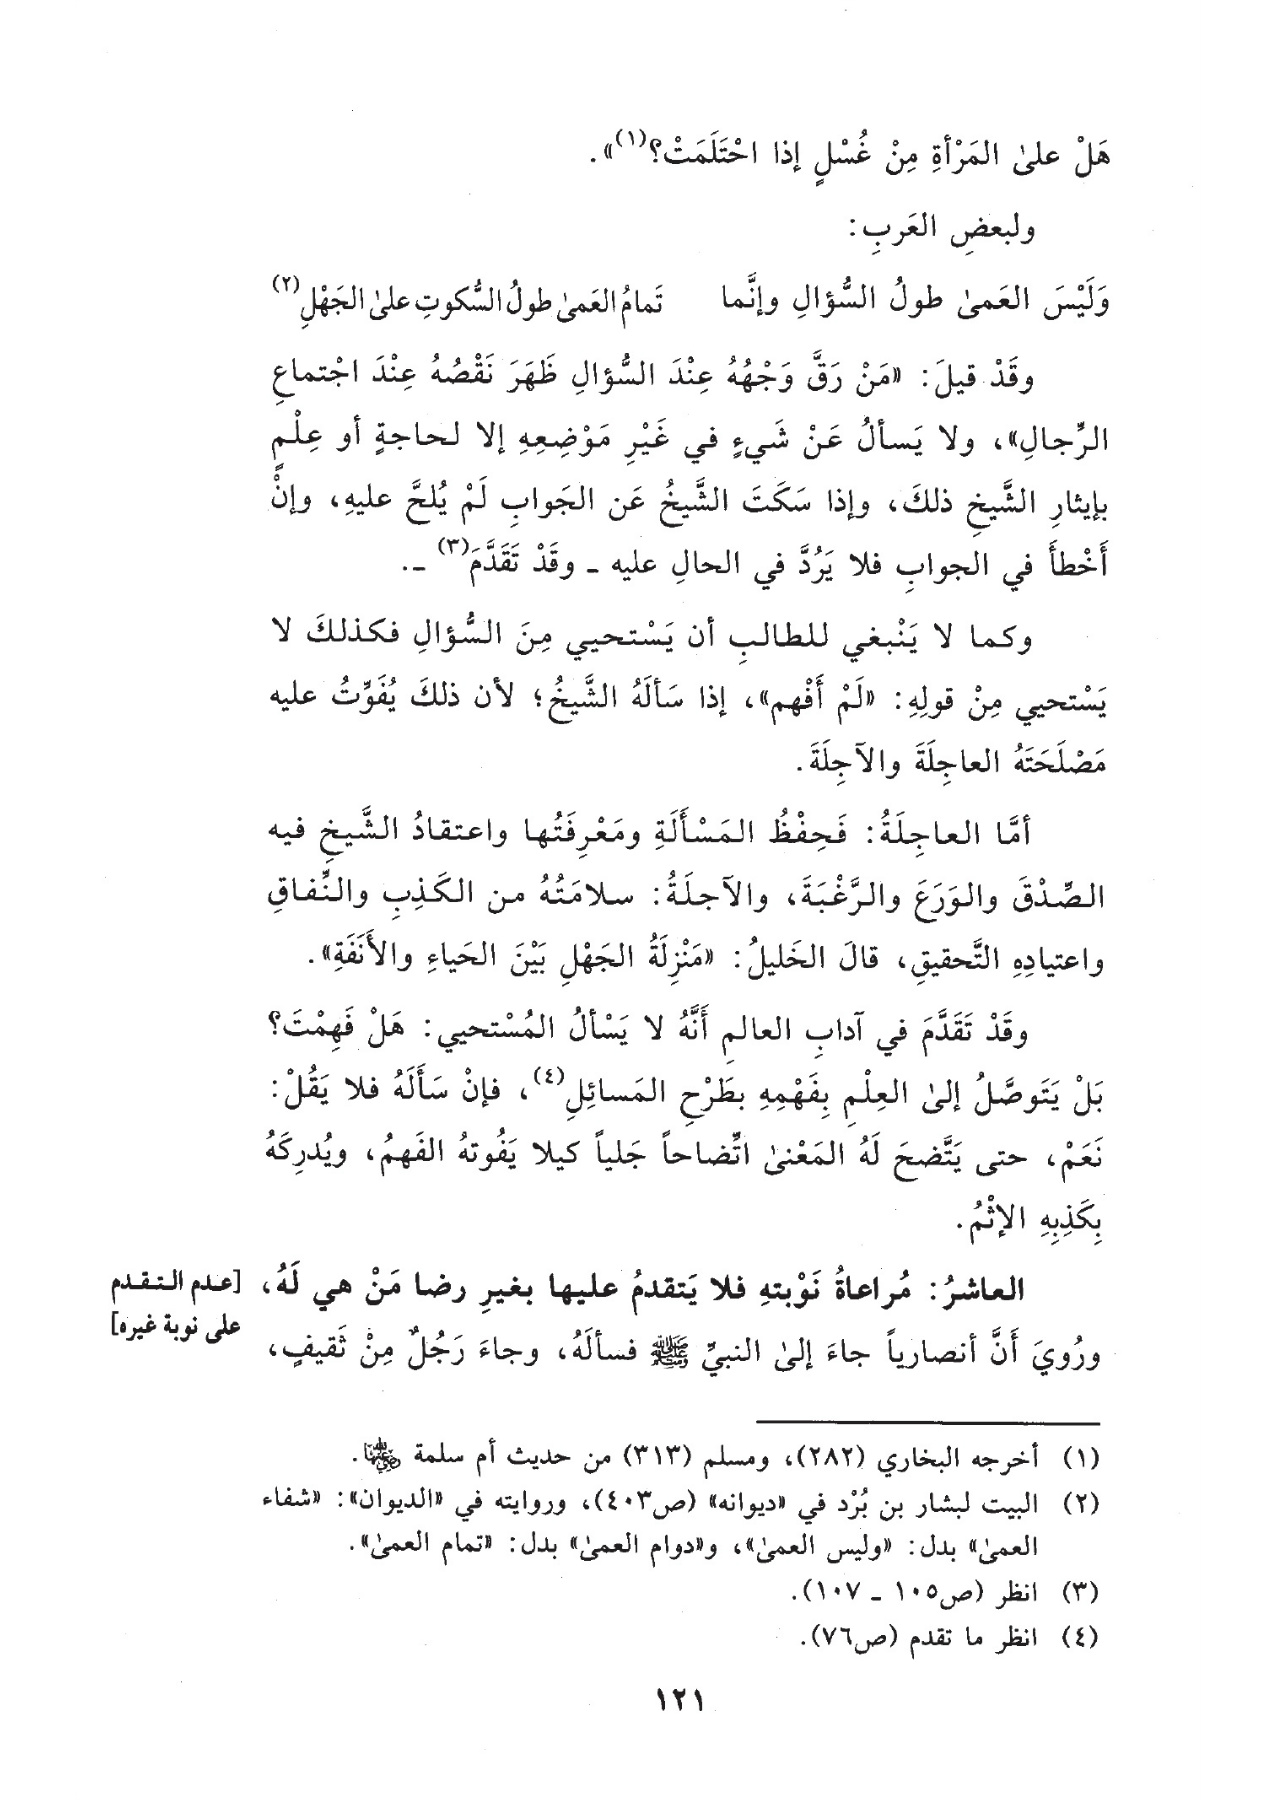 هَلْ علىٰ المَرْأةِ مِنْ غُسْلٍ إذا احْتَلَمَتْ؟(١)».
ولبعضِ العَربِ:
وَلَيْسَ العَمىٰ طولُ السُّؤالِ وإنَّما تَمامُ العَمىٰ طولُ السُّكوتِ علىٰ الجَهْلِ(٢)
وقَدْ قيلَ: «مَنْ رَقَّ وَجْهُهُ عِنْدَ السُّؤالِ ظَهَرَ نَقْصُهُ عِنْدَ اجْتماعِ
الرِّجالِ»، ولا يَسألُ عَنْ شَيءٍ في غَيْرِ مَوْضِعِهِ إلا لحاجةٍ أو عِلْمٍ
بإيثارِ الشَّيخِ ذلكَ، وإذا سَكَتَ الشَّيخُ عَن الجَوابِ لَمْ يُلحَّ عليهِ، وإنْ
أَخْطأَ في الجوابِ فلا يَرُدَّ في الحالِ عليه ـ وقَدْ تَقَدَّمَ(٣) ـ.
وكما لا يَنْبغي للطالبِ أن يَسْتحيي مِنَ السُّؤالِ فكذلكَ لا
يَسْتحيي مِنْ قولِهِ: «لَمْ أَفْهم»، إذا سَألَهُ الشَّيخُ؛ لأن ذلكَ يُفَوِّتُ عليه
مَصْلَحَتَهُ العاجِلَةَ والآجِلَةَ.
أمَّا العاجِلَةُ: فَحِفْظُ المَسْأَلَةِ ومَعْرِفَتُها واعتقادُ الشَّيخِ فيه
الصِّدْقَ والوَرَعَ والرَّغْبَةَ، والآجلَةُ: سلامَتُهُ من الكَذِبِ والنِّفاقِ
واعتيادِهِ التَّحقيقِ، قالَ الخَليلُ: «مَنْزِلَةُ الجَهْلِ بَيْنَ الحَياءِ والأَنَفَةِ».
وقَدْ تَقَدَّمَ في آدابِ العالمِ أَنَّهُ لا يَسْألُ المُسْتحيي: هَلْ فَهِمْتَ؟
بَلْ يَتَوصَّلُ إلىٰ العِلْمِ بِفَهْمِهِ بطَرْحِ المَسائِلِ(٤)، فإنْ سَأَلَهُ فلا يَقُلْ:
نَعَمْ، حتى يَتَّضحَ لَهُ المَعْنىٰ اتِّضاحاً جَلياً كيلا يَفُوتهُ الفَهمُ، ويُدركَهُ
بِكَذِبِهِ الإثْمُ.
العاشرُ: مُراعاةُ نَوْبتهِ فلا يَتقدمُ عليها بغيرِ رضا مَنْ هي لَهُ،
[عدم التقدم
على نوبة غيره]
ورُويَ أَنَّ أنصارياً جاءَ إلىٰ النبيِّ ﷺ فسألَهُ، وجاءَ رَجُلٌ مِنْ ثَقيفٍ،
(١) أخرجه البخاري (٢٨٢)، ومسلم (٣١٣) من حديث أم سلمة رضي الله عنها.
(٢) البيت لبشار بن بُرْد في «ديوانه» (ص٤٠٣)، وروايته في «الديوان»: «شفاء
العمىٰ» بدل: «وليس العمىٰ»، و«دوام العمىٰ» بدل: «تمام العمىٰ».
(٣) انظر (ص١٠٥ ـ ١٠٧).
(٤) انظر ما تقدم (ص٧٦).
١٢١